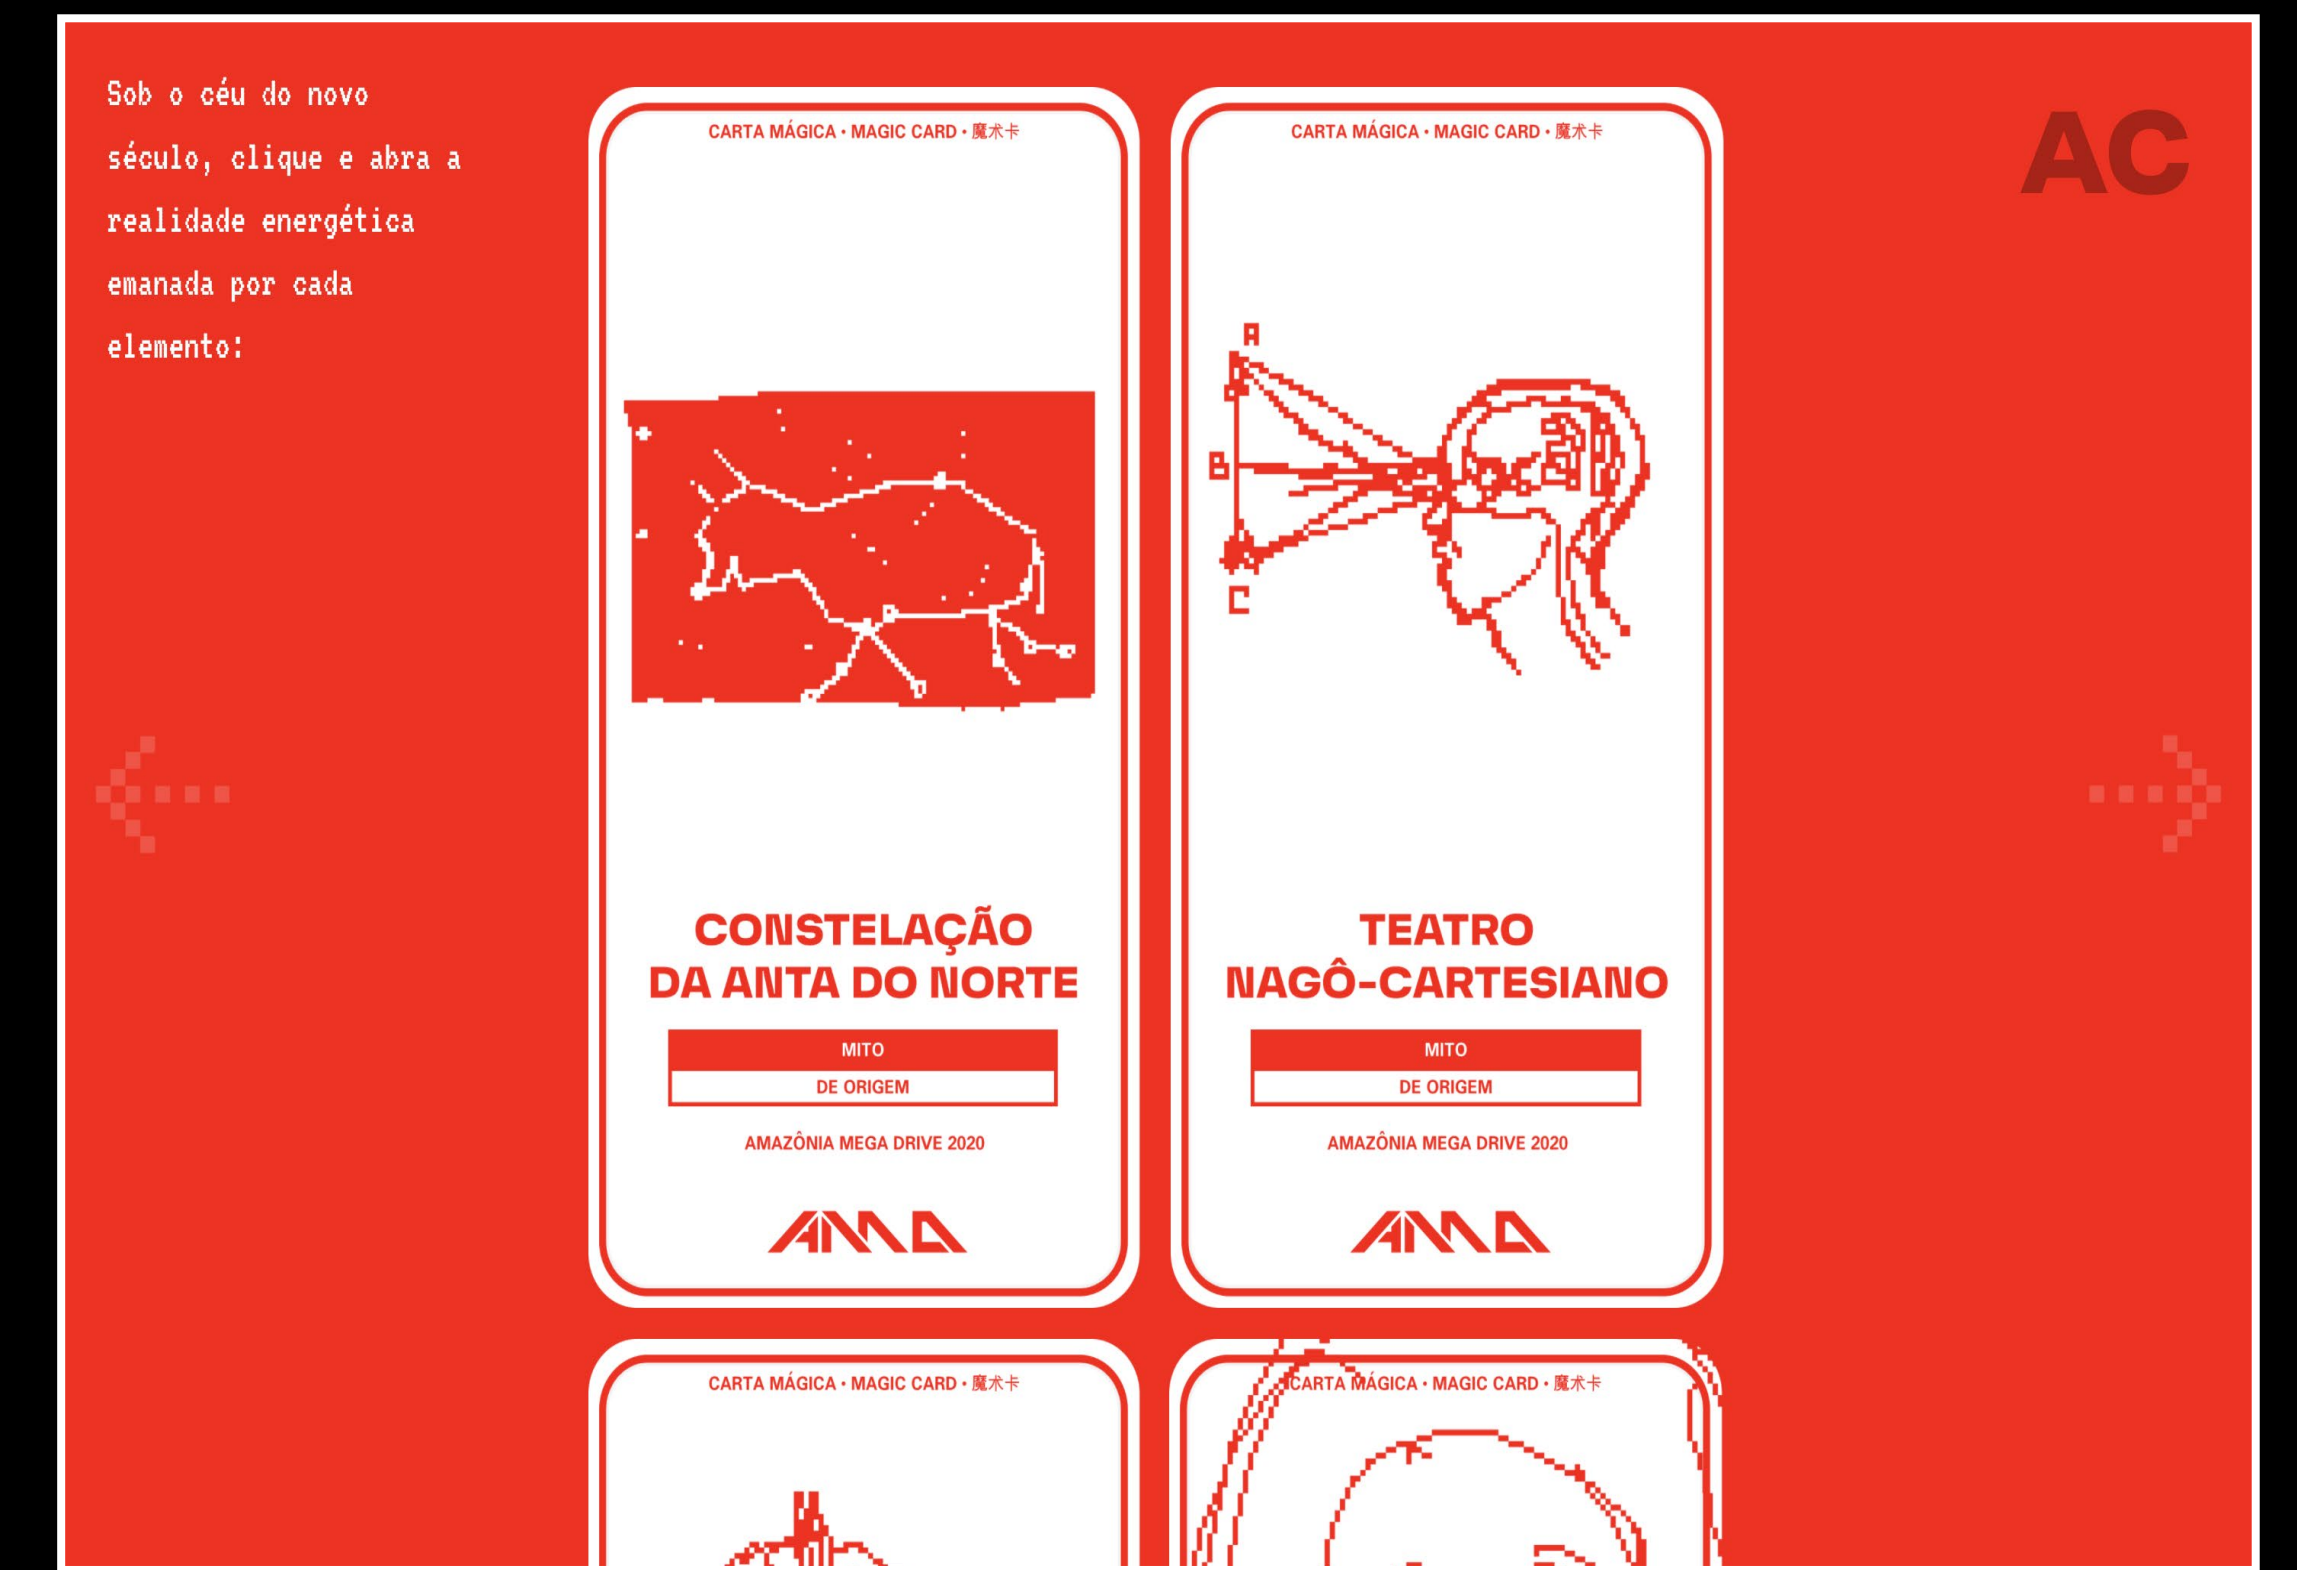 Sob o céu do novo
século, clique e abra a
realidade energética
emanada por cada
elemento:
AC
CARTA MÁGICA • MAGIC CARD • 魔术卡
CONSTELAÇÃO
DA ANTA DO NORTE
MITO
DE ORIGEM
AMAZÔNIA MEGA DRIVE 2020
AMA
CARTA MÁGICA • MAGIC CARD • 魔术卡
A
B
C
TEATRO
NAGÔ-CARTESIANO
MITO
DE ORIGEM
AMAZÔNIA MEGA DRIVE 2020
AMA
CARTA MÁGICA • MAGIC CARD • 魔术卡
CARTA MÁGICA • MAGIC CARD • 魔术卡